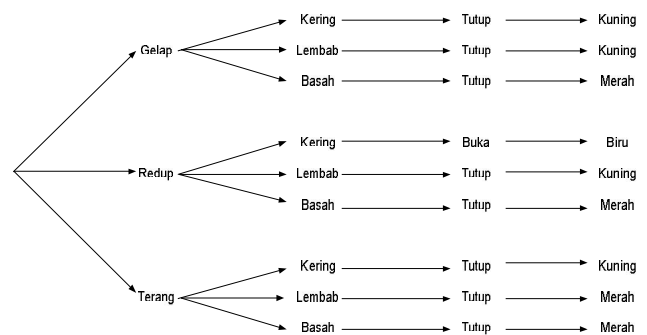 Kering Tutup Kuning
Gelap Lembab Tutup Kuning
Basah Tutup Merah
Kering Buka Biru
Redup Lembab Tutup Kuning
Basah Tutup Merah
Kering Tutup Kuning
Terang Lembab Tutup Merah
Basah Tutup Merah